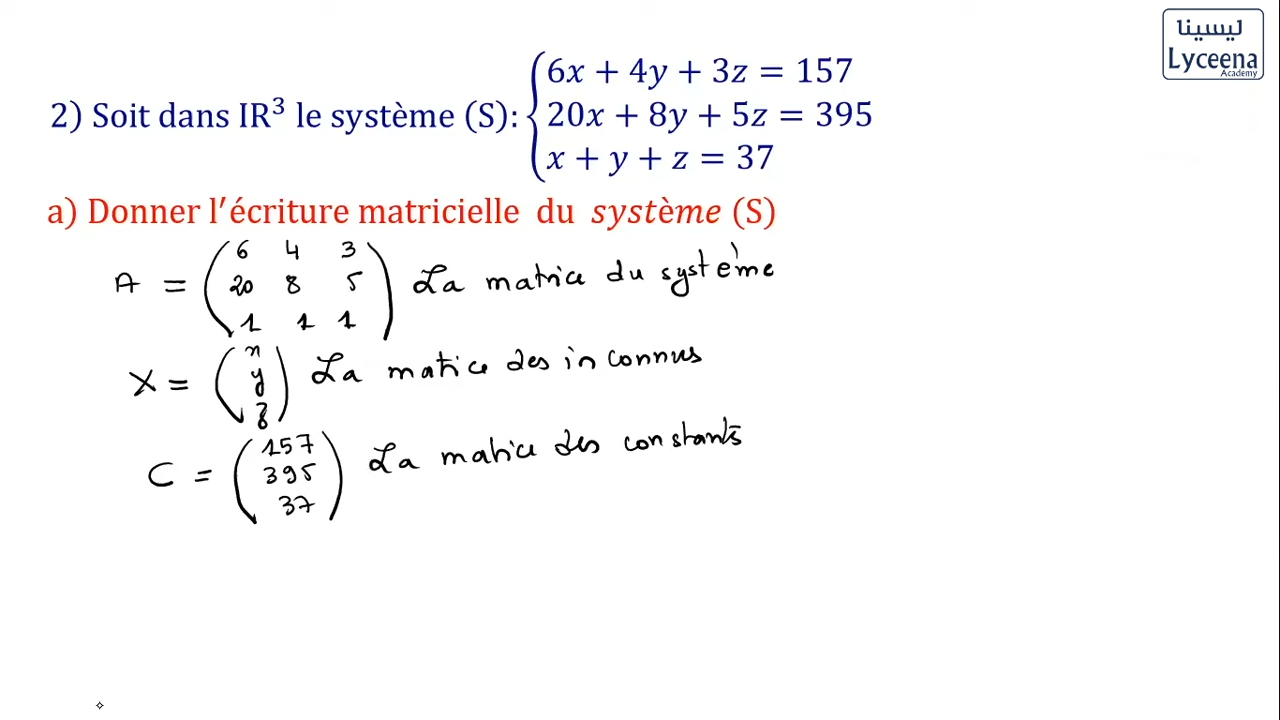 ليسينا
Lyceena
Academy
6x + 4y + 3z = 157
2) Soit dans IR³ le système (S): 20x + 8y + 5z = 395
x + y + z = 37
a) Donner l'écriture matricielle du système (S)
6 4 3
A = 20 8 5 La matrice du système
1 1 1
x
X = y La matice des inconnus
z
157
C = 395 La matice des constants
37